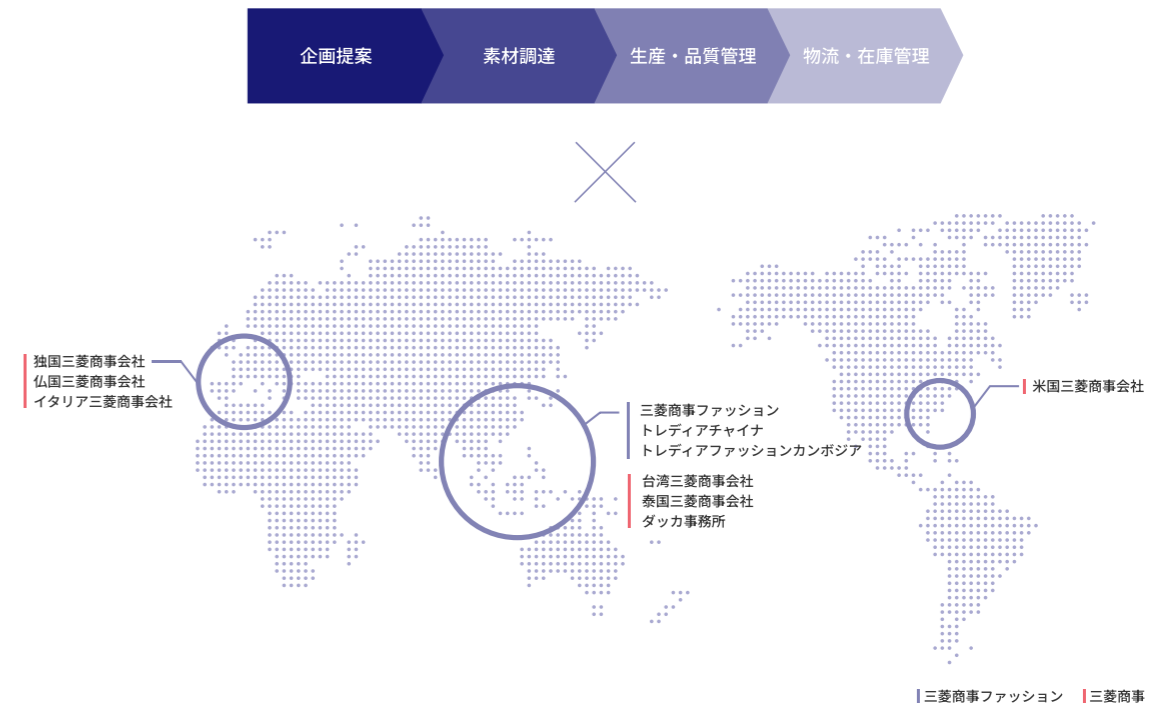 企画提案
素材調達
生産・品質管理
物流・在庫管理
独国三菱商事会社
仏国三菱商事会社
イタリア三菱商事会社
三菱商事ファッション
トレディアチャイナ
トレディアファッションカンボジア
台湾三菱商事会社
泰国三菱商事会社
ダッカ事務所
米国三菱商事会社
三菱商事ファッション
三菱商事